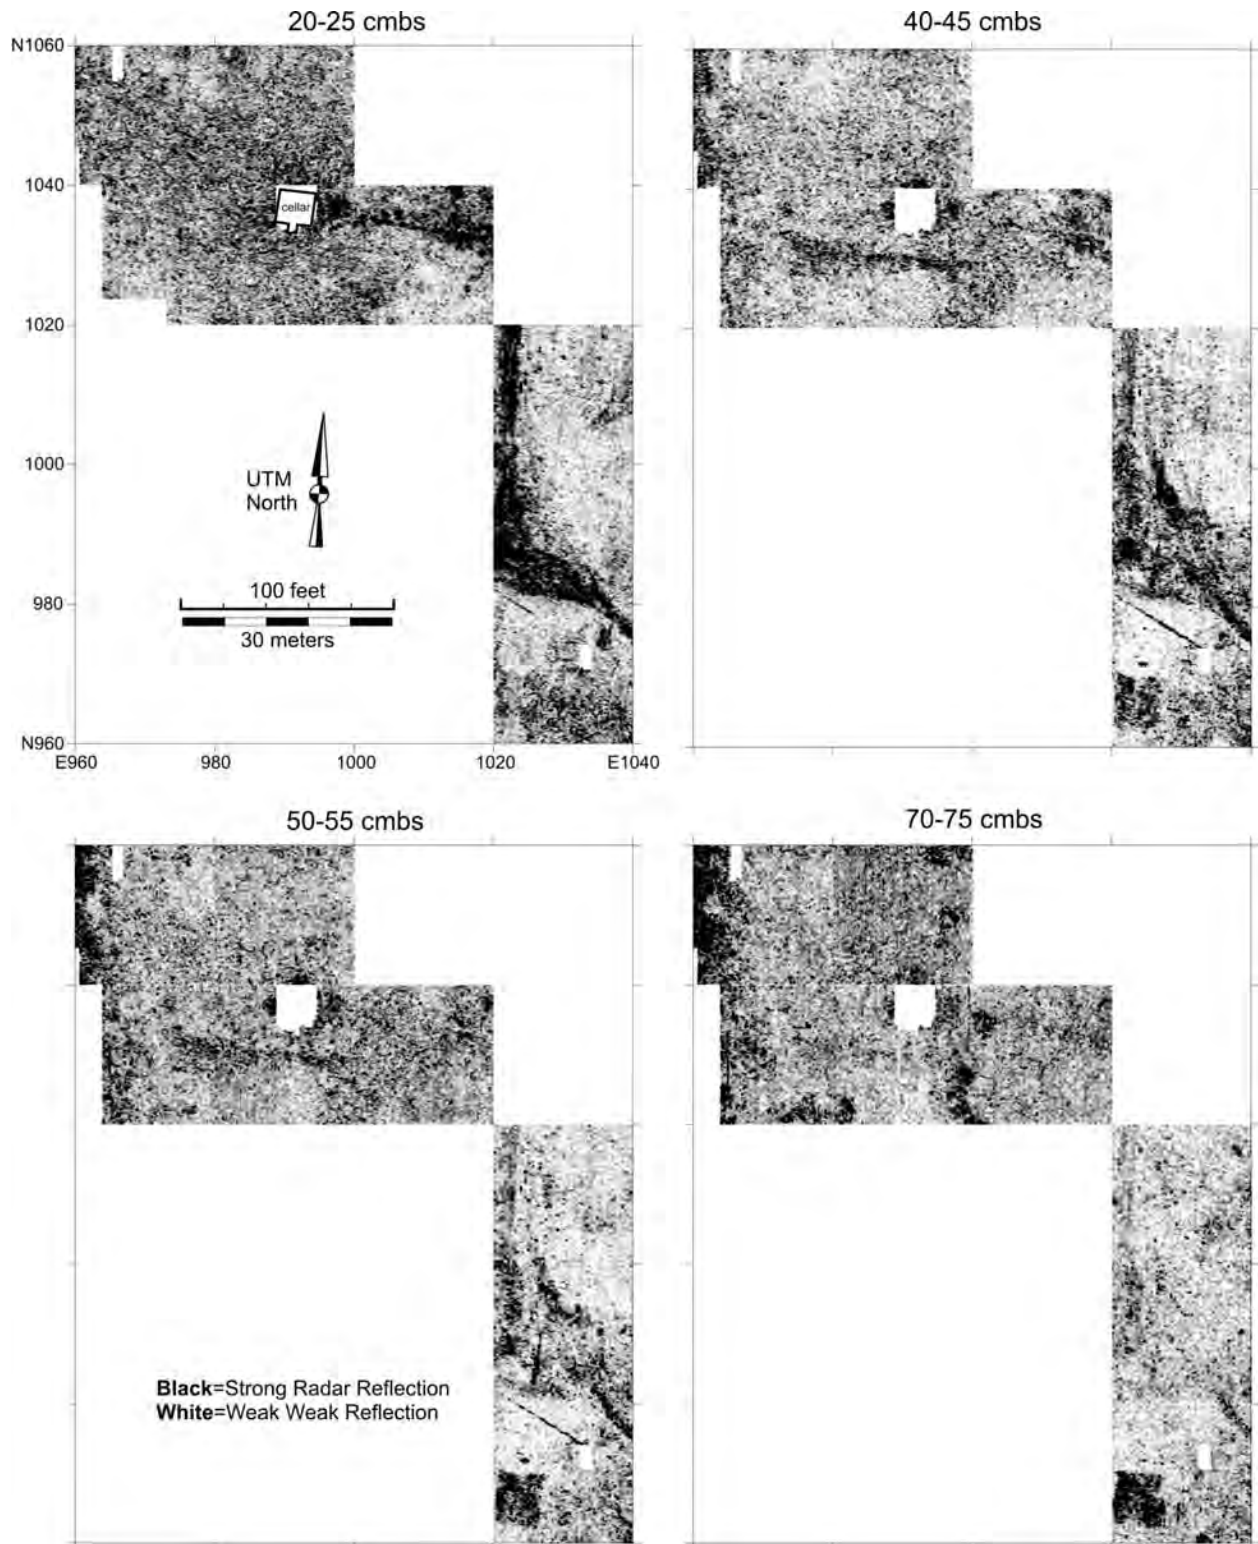 20-25 cmbs
40-45 cmbs
N1060
1040
cellar
1020
1000
UTM
North
100 feet
980
30 meters
N960
E960
980
1000
1020
E1040
50-55 cmbs
70-75 cmbs
Black=Strong Radar Reflection
White=Weak Weak Reflection